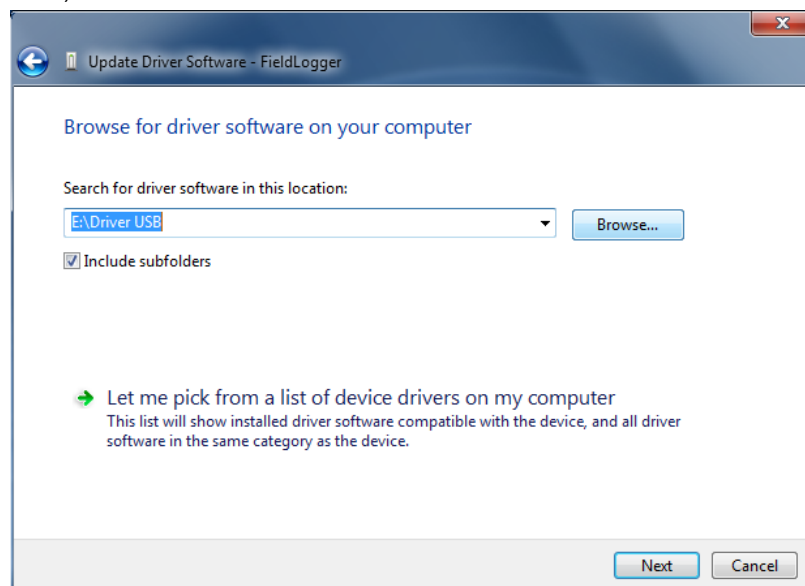 Update Driver Software - FieldLogger
Browse for driver software on your computer
Search for driver software in this location:
E:\Driver USB
Browse...
Include subfolders
Let me pick from a list of device drivers on my computer
This list will show installed driver software compatible with the device, and all driver
software in the same category as the device.
Next
Cancel